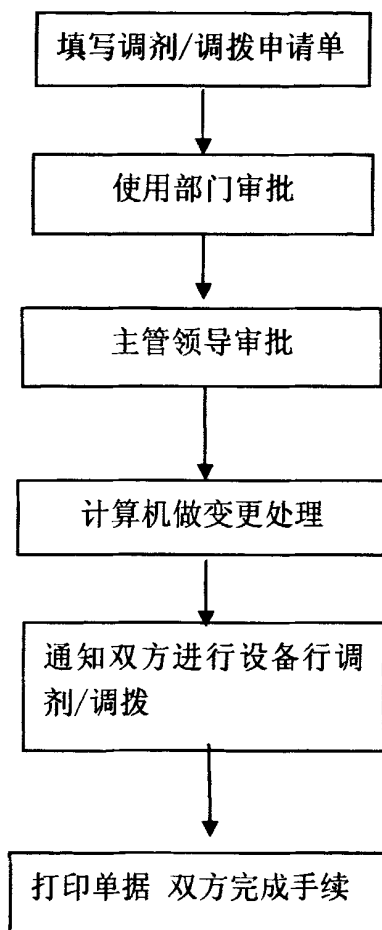 填写调剂/调拨申请单
使用部门审批
主管领导审批
计算机做变更处理
通知双方进行设备行调
剂/调拨
打印单据 双方完成手续